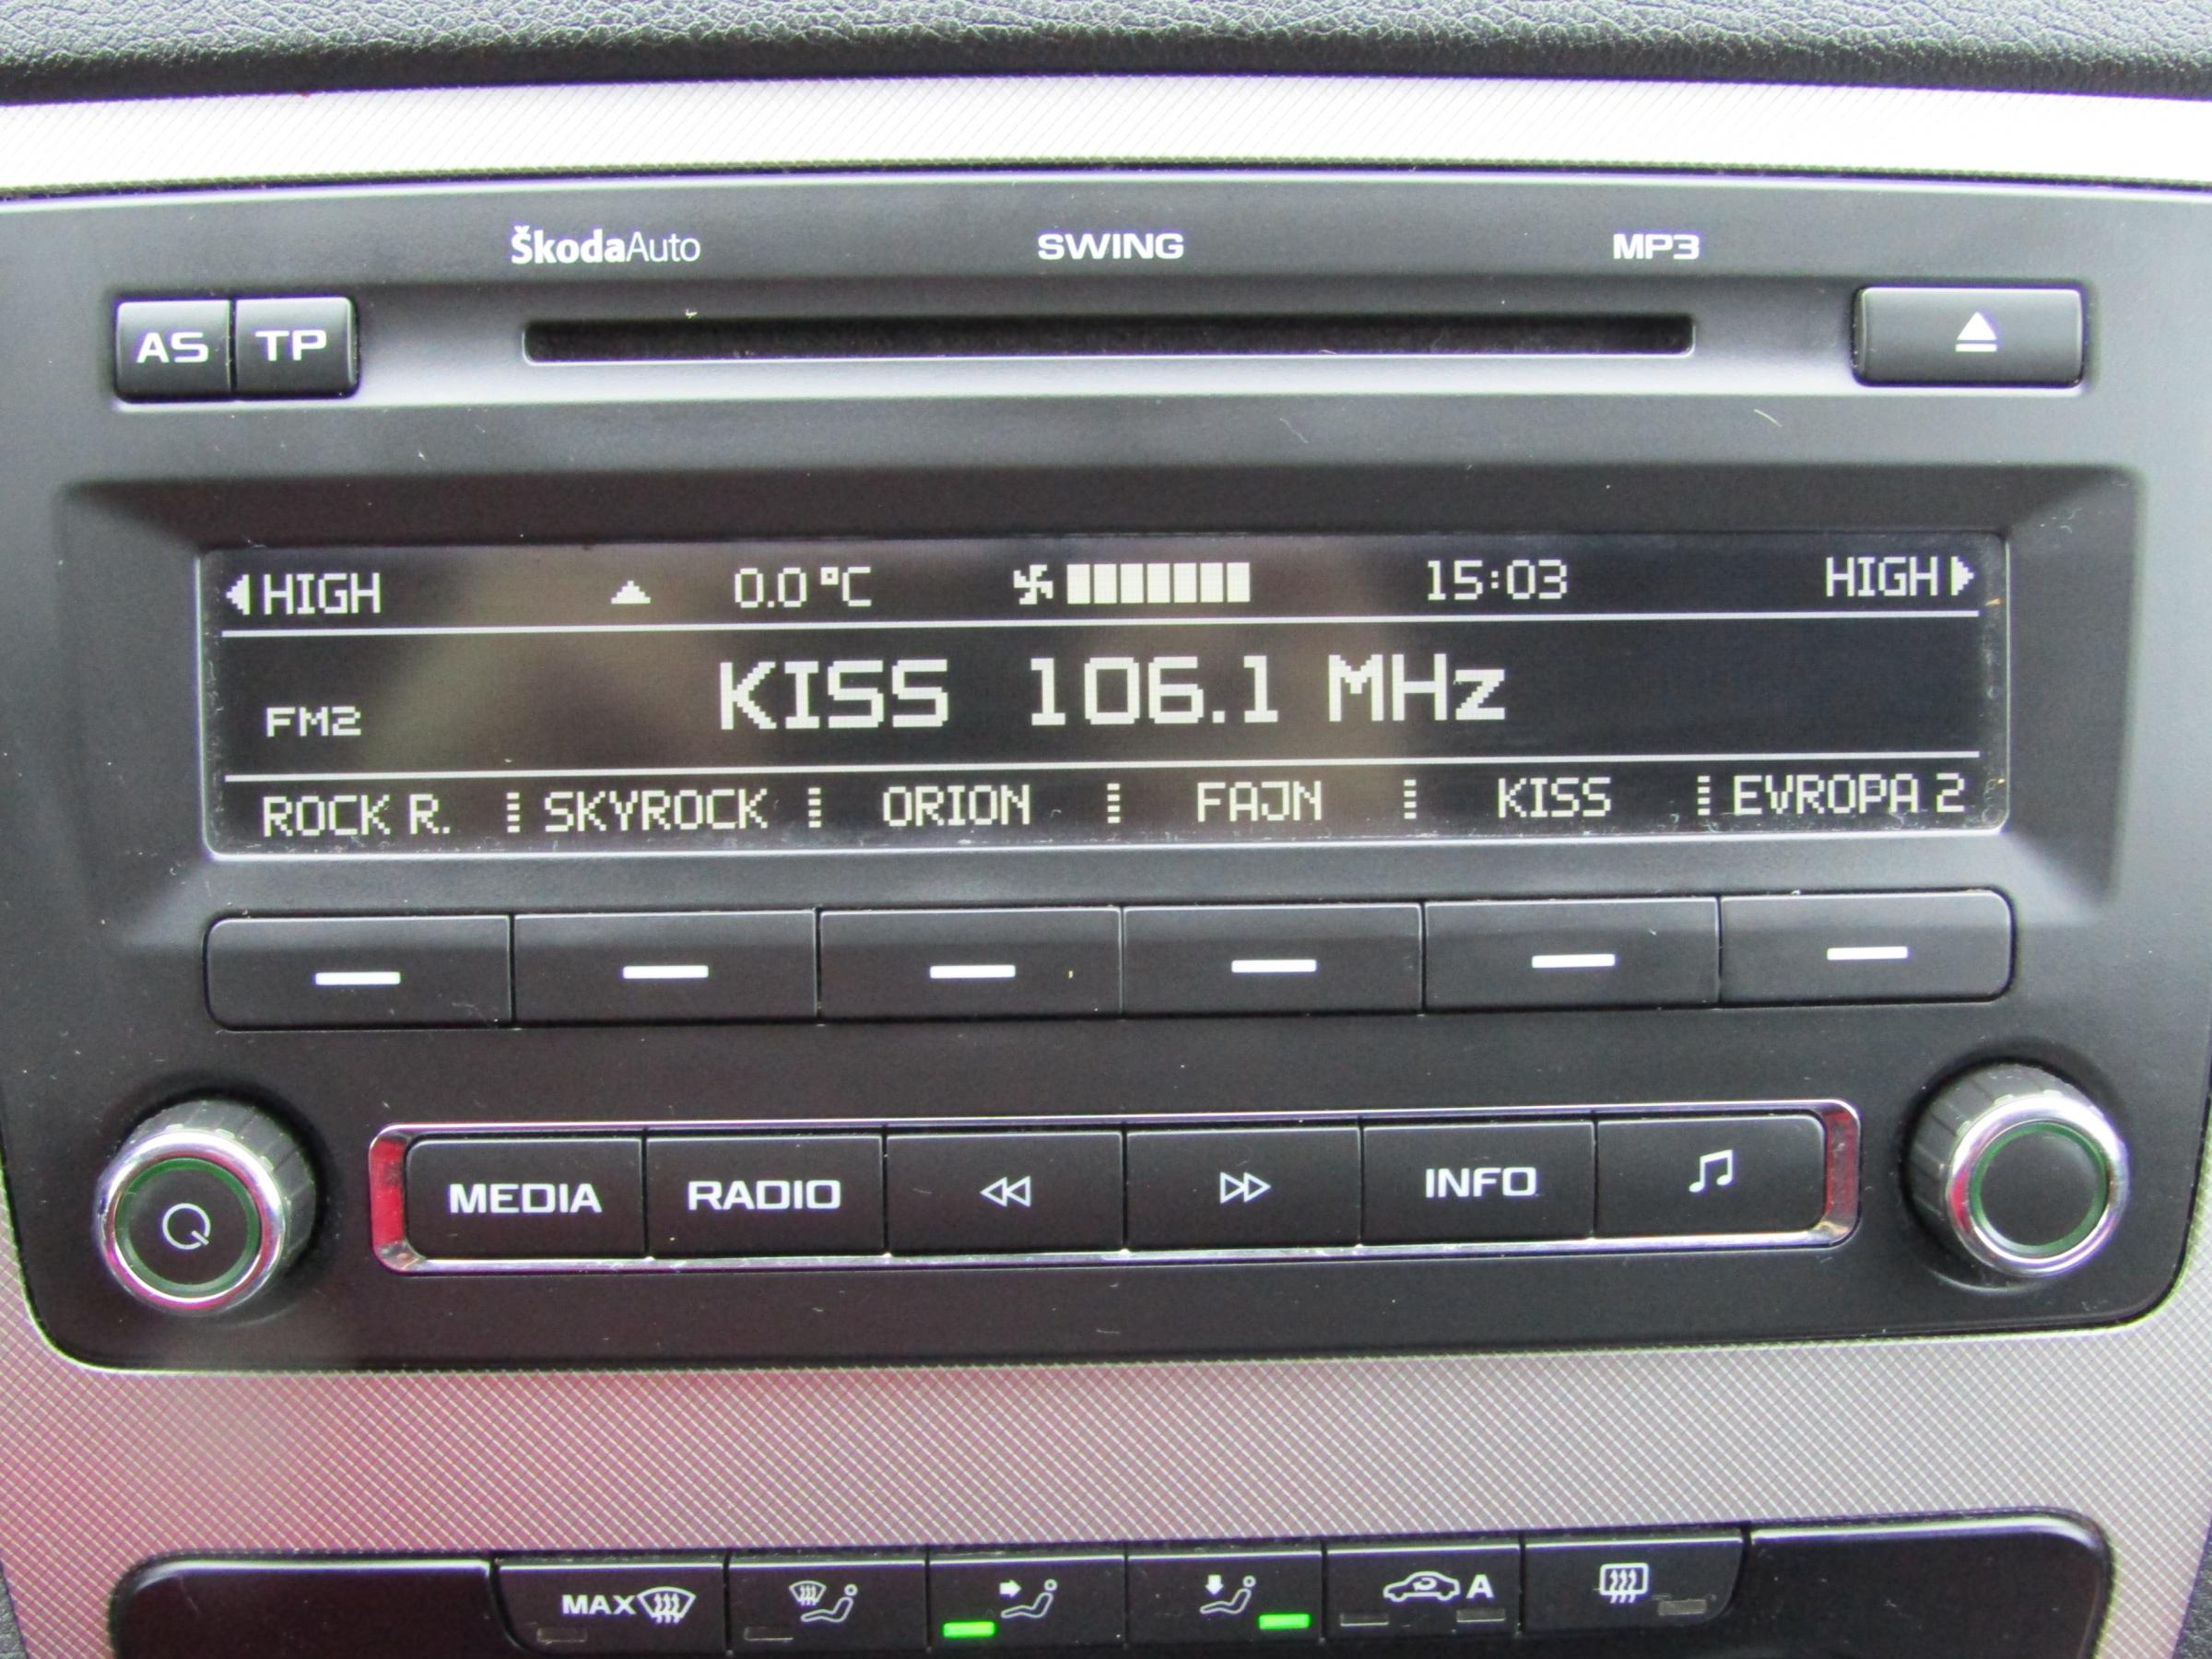 ŠkodaAuto SWING MP3
AS TP
HIGH 0.0°C 15:03 HIGH
FM2 KISS 106.1 MHz
ROCK R. SKYROCK ORION FAJN KISS EVROPA 2
MEDIA RADIO INFO
MAX A